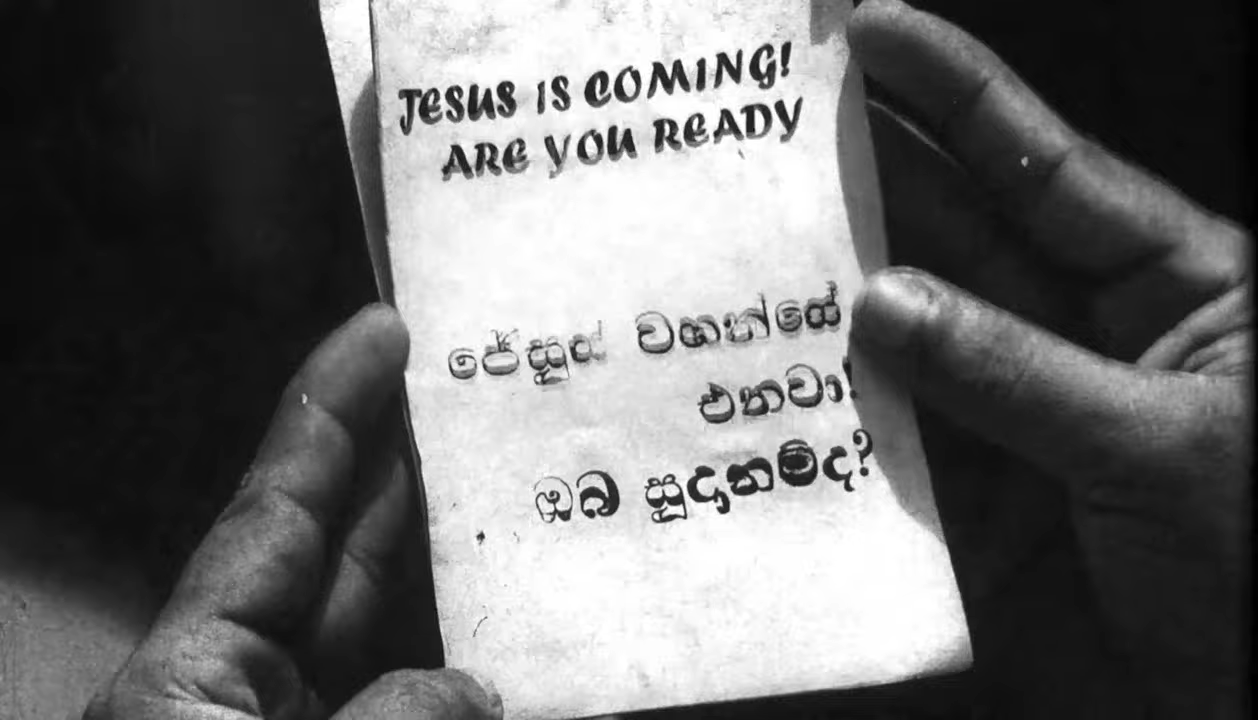 JESUS IS COMING!
ARE YOU READY
ජේසුස් වහන්සේ
එනවා!
ඔබ සූදානම්ද?